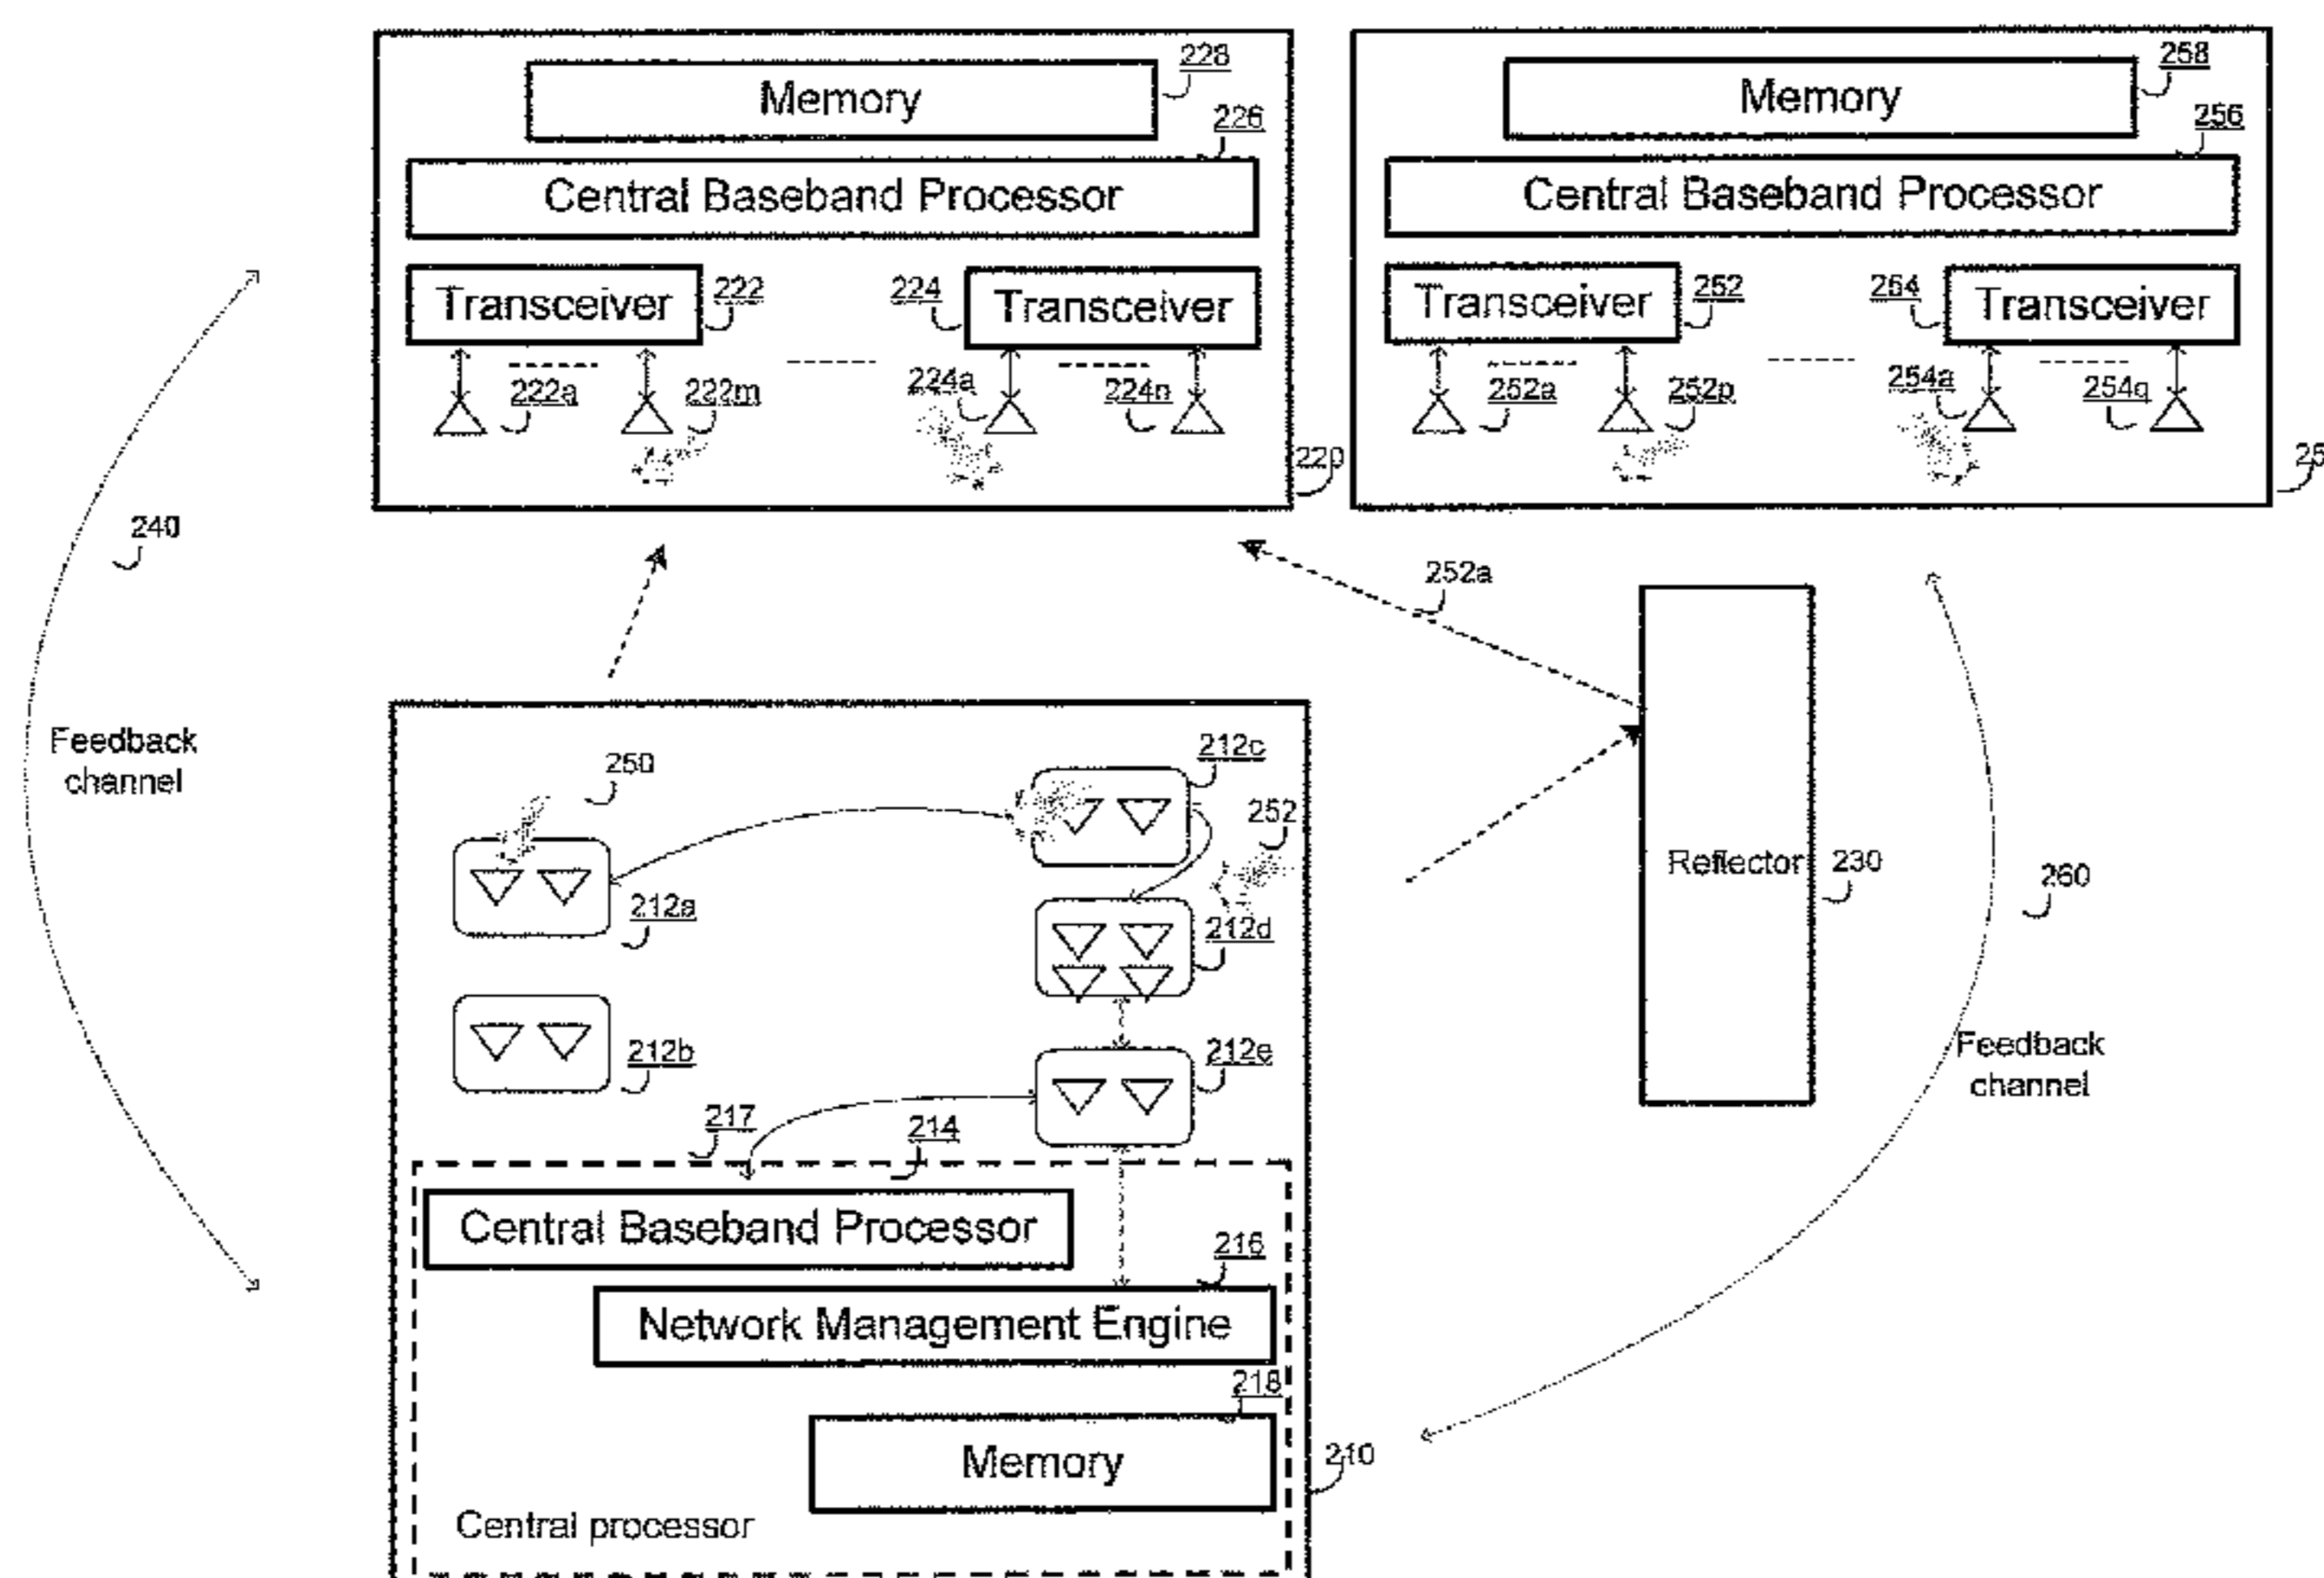 228
Memory
226
Central Baseband Processor
Transceiver
222
224
Transceiver
222a
222m
224a
224n
220
258
Memory
256
Central Baseband Processor
Transceiver
252
254
Transceiver
252a
252p
254a
254q
25
240
252a
Feedback
channel
250
212c
252
212a
212d
Reflector
230
260
212b
212e
Feedback
channel
217
214
Central Baseband Processor
216
Network Management Engine
218
Memory
210
Central processor